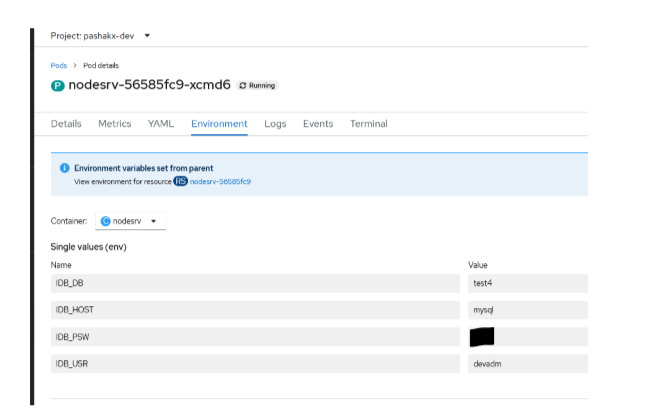 Project: pashakx-dev
Pods > Pod details
P nodesrv-56585fc9-xcmd6 Running
Details Metrics YAML Environment Logs Events Terminal
Environment variables set from parent
View environment for resource RS nodesrv-56585fc9
Container: C nodesrv
Single values (env)
Name Value
IDB_DB test4
IDB_HOST mysql
IDB_PSW
IDB_USR devadm